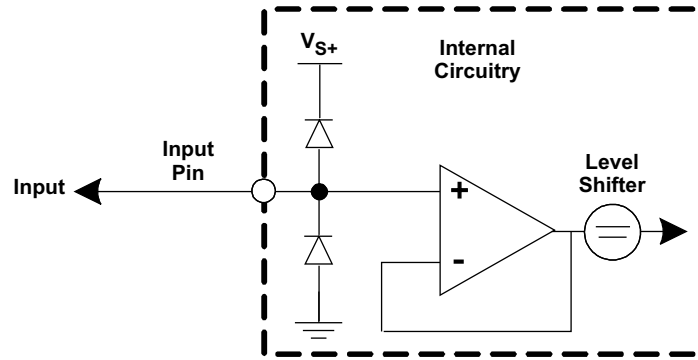 V_S+
Internal
Circuitry
Input
Pin
Input
Level
Shifter
+
-